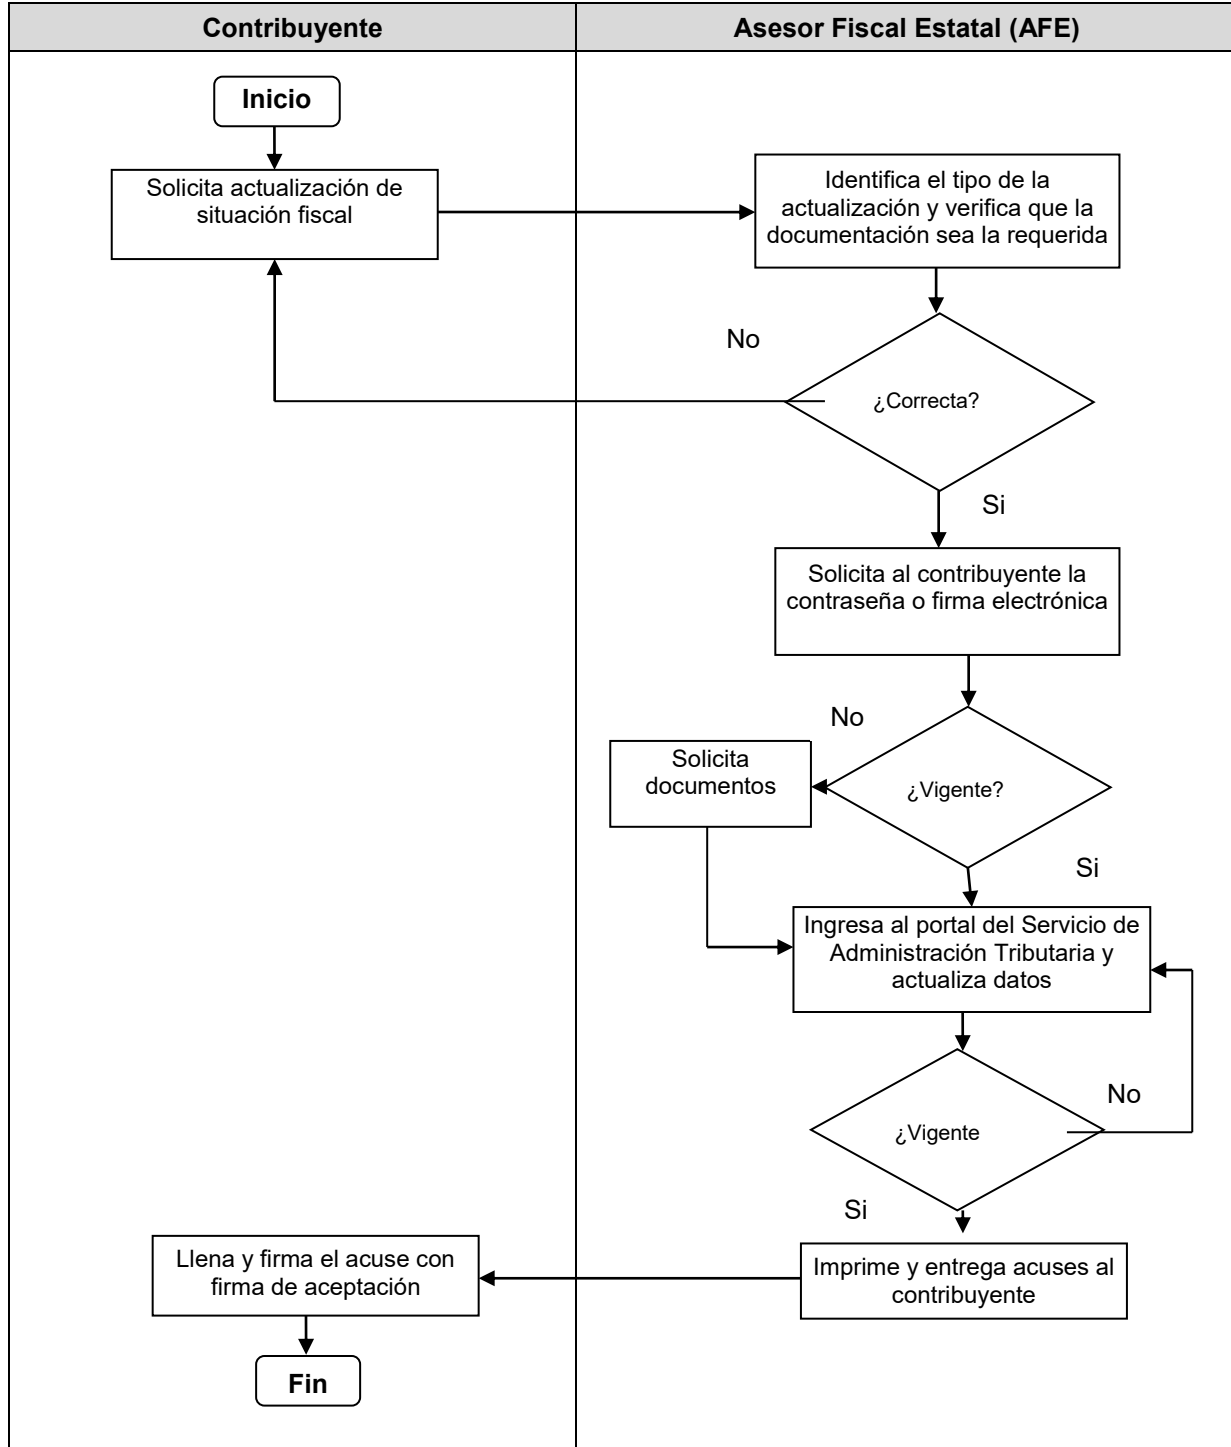 Contribuyente
Asesor Fiscal Estatal (AFE)
Inicio
Solicita actualización de
situación fiscal
Identifica el tipo de la
actualización y verifica que la
documentación sea la requerida
No
¿Correcta?
Si
Solicita al contribuyente la
contraseña o firma electrónica
No
Solicita
documentos
¿Vigente?
Si
Ingresa al portal del Servicio de
Administración Tributaria y
actualiza datos
No
¿Vigente
Si
Imprime y entrega acuses al
contribuyente
Llena y firma el acuse con
firma de aceptación
Fin